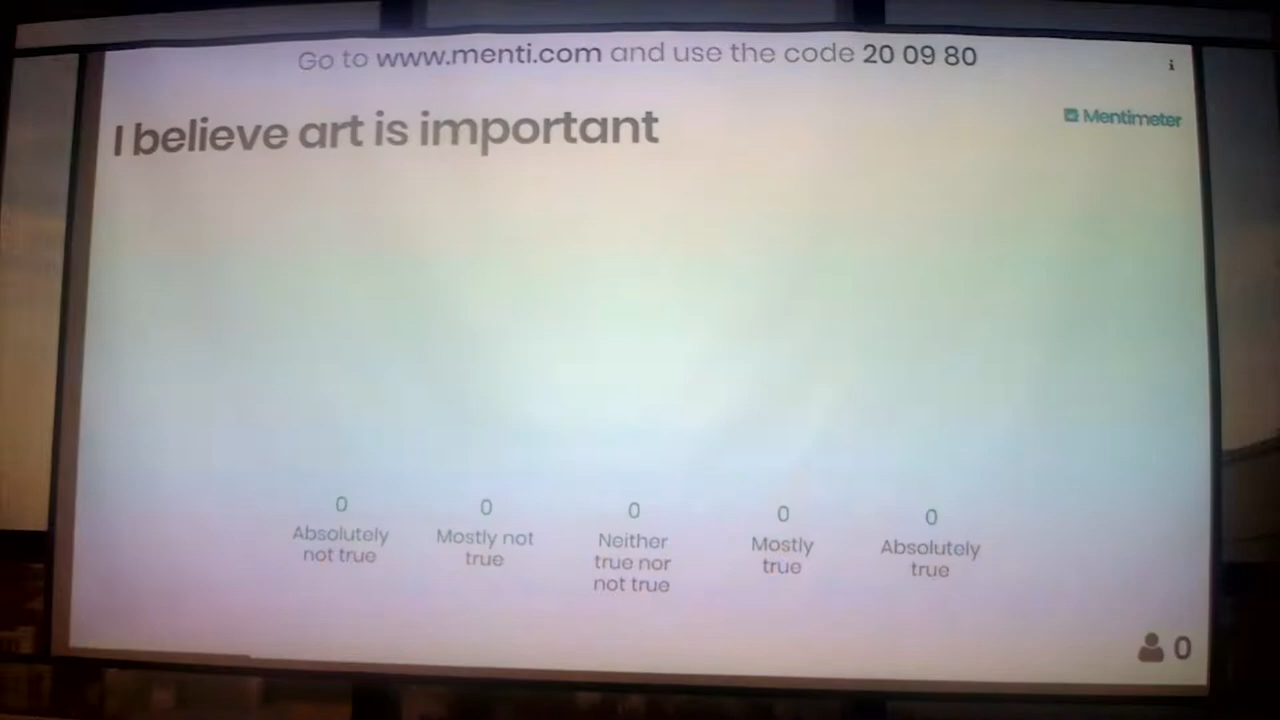 Go to www.menti.com and use the code 20 09 80
i
I believe art is important
Mentimeter
0
Absolutely
not true
0
Mostly not
true
0
Neither
true nor
not true
0
Mostly
true
0
Absolutely
true
0